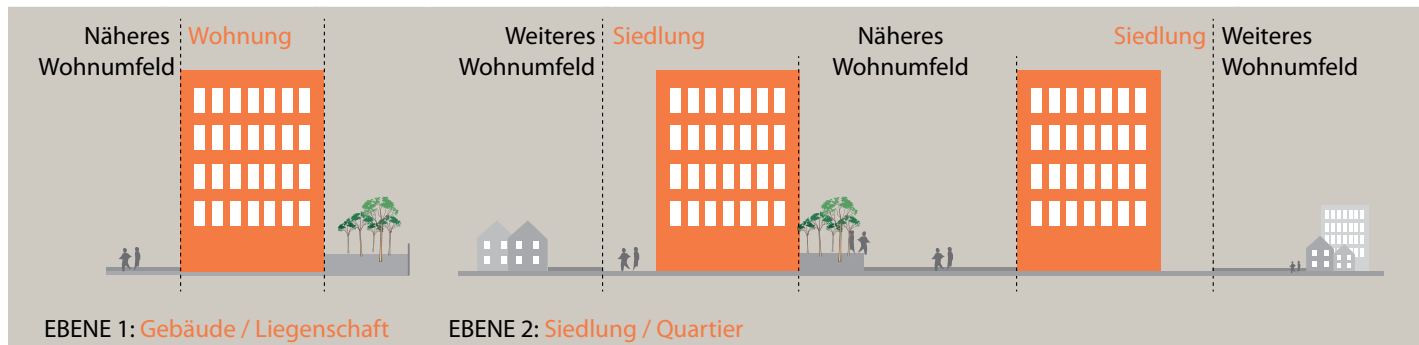 Näheres
Wohnumfeld
Wohnung
Weiteres
Wohnumfeld
Siedlung
Näheres
Wohnumfeld
Siedlung
Weiteres
Wohnumfeld
EBENE 1: Gebäude / Liegenschaft
EBENE 2: Siedlung / Quartier